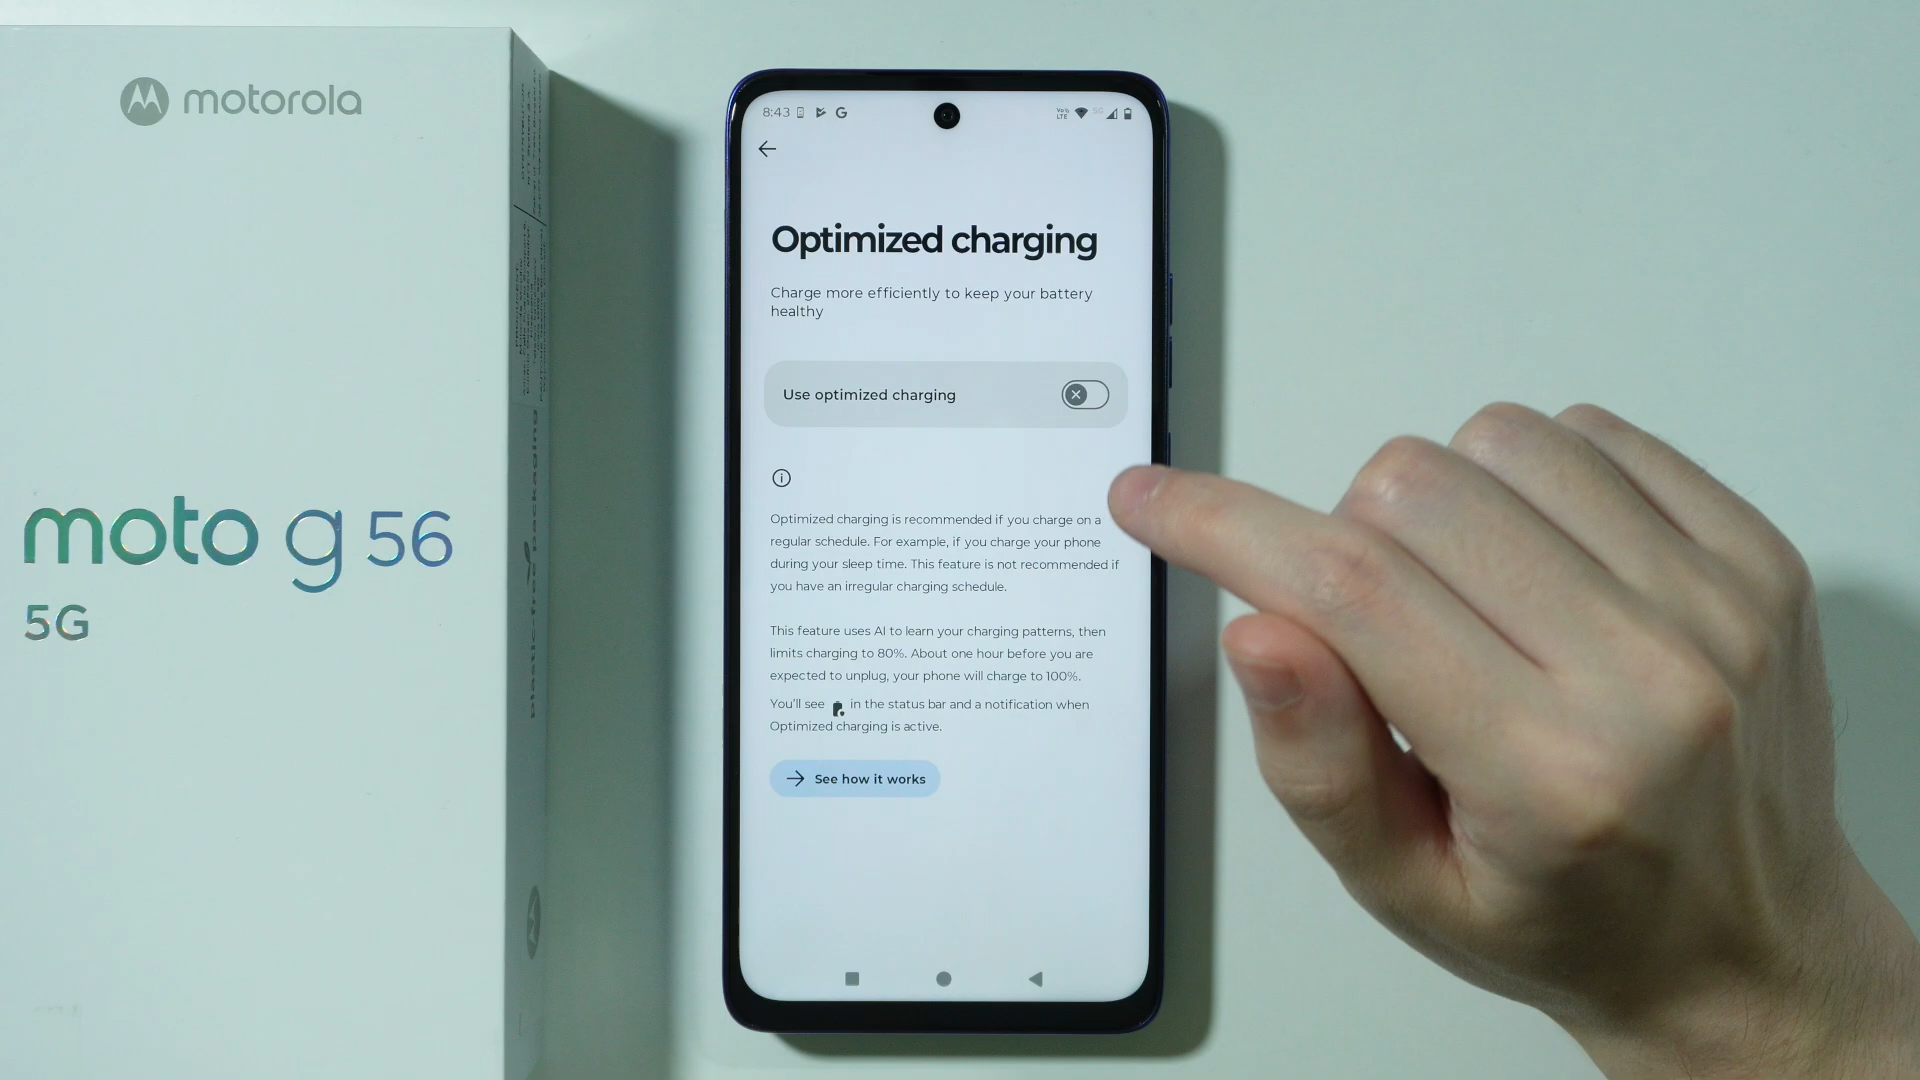 motorola
moto g 56
5G
plastic-free packaging
8:43
VoLTE
5G
Optimized charging
Charge more efficiently to keep your battery
healthy
Use optimized charging
Optimized charging is recommended if you charge on a
regular schedule. For example, if you charge your phone
during your sleep time. This feature is not recommended if
you have an irregular charging schedule.
This feature uses AI to learn your charging patterns, then
limits charging to 80%. About one hour before you are
expected to unplug, your phone will charge to 100%.
You'll see in the status bar and a notification when
Optimized charging is active.
See how it works